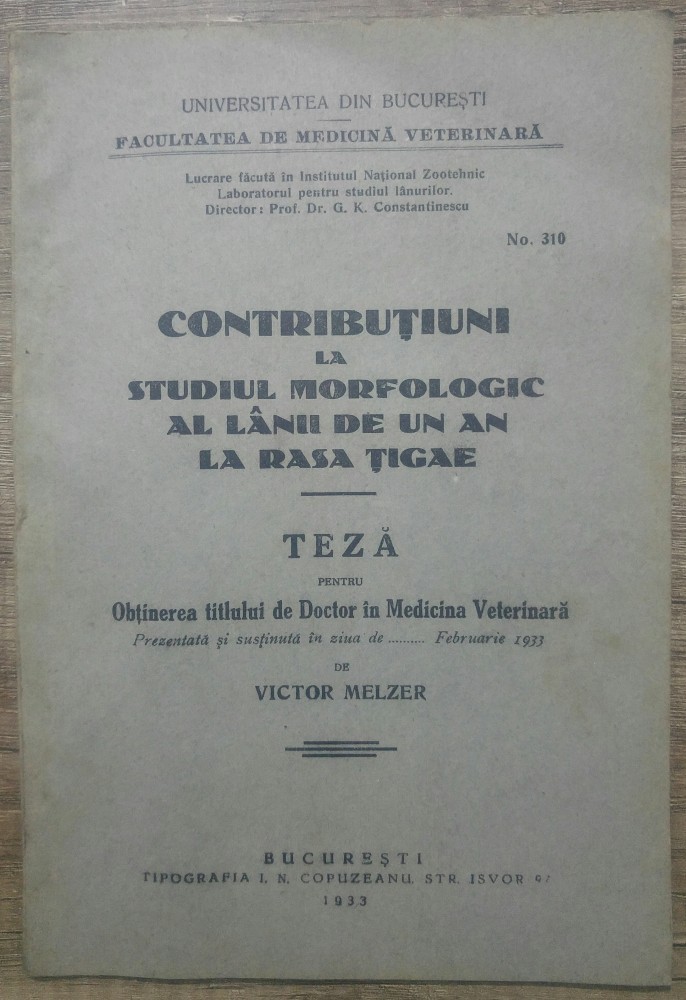 UNIVERSITATEA DIN BUCUREȘTI
FACULTATEA DE MEDICINĂ VETERINARĂ
Lucrare făcută în Institutul Național Zootehnic
Laboratorul pentru studiul lânurilor.
Director: Prof. Dr. G. K. Constantinescu
No. 310
CONTRIBUȚIUNI
LA
STUDIUL MORFOLOGIC
AL LÂNII DE UN AN
LA RASA ȚIGAE
TEZĂ
PENTRU
Obținerea titlului de Doctor în Medicina Veterinară
Prezentată și susținută în ziua de .......... Februarie 1933
DE
VICTOR MELZER
BUCUREȘTI
TIPOGRAFIA I. N. COPUZEANU, STR. ISVOR
1933